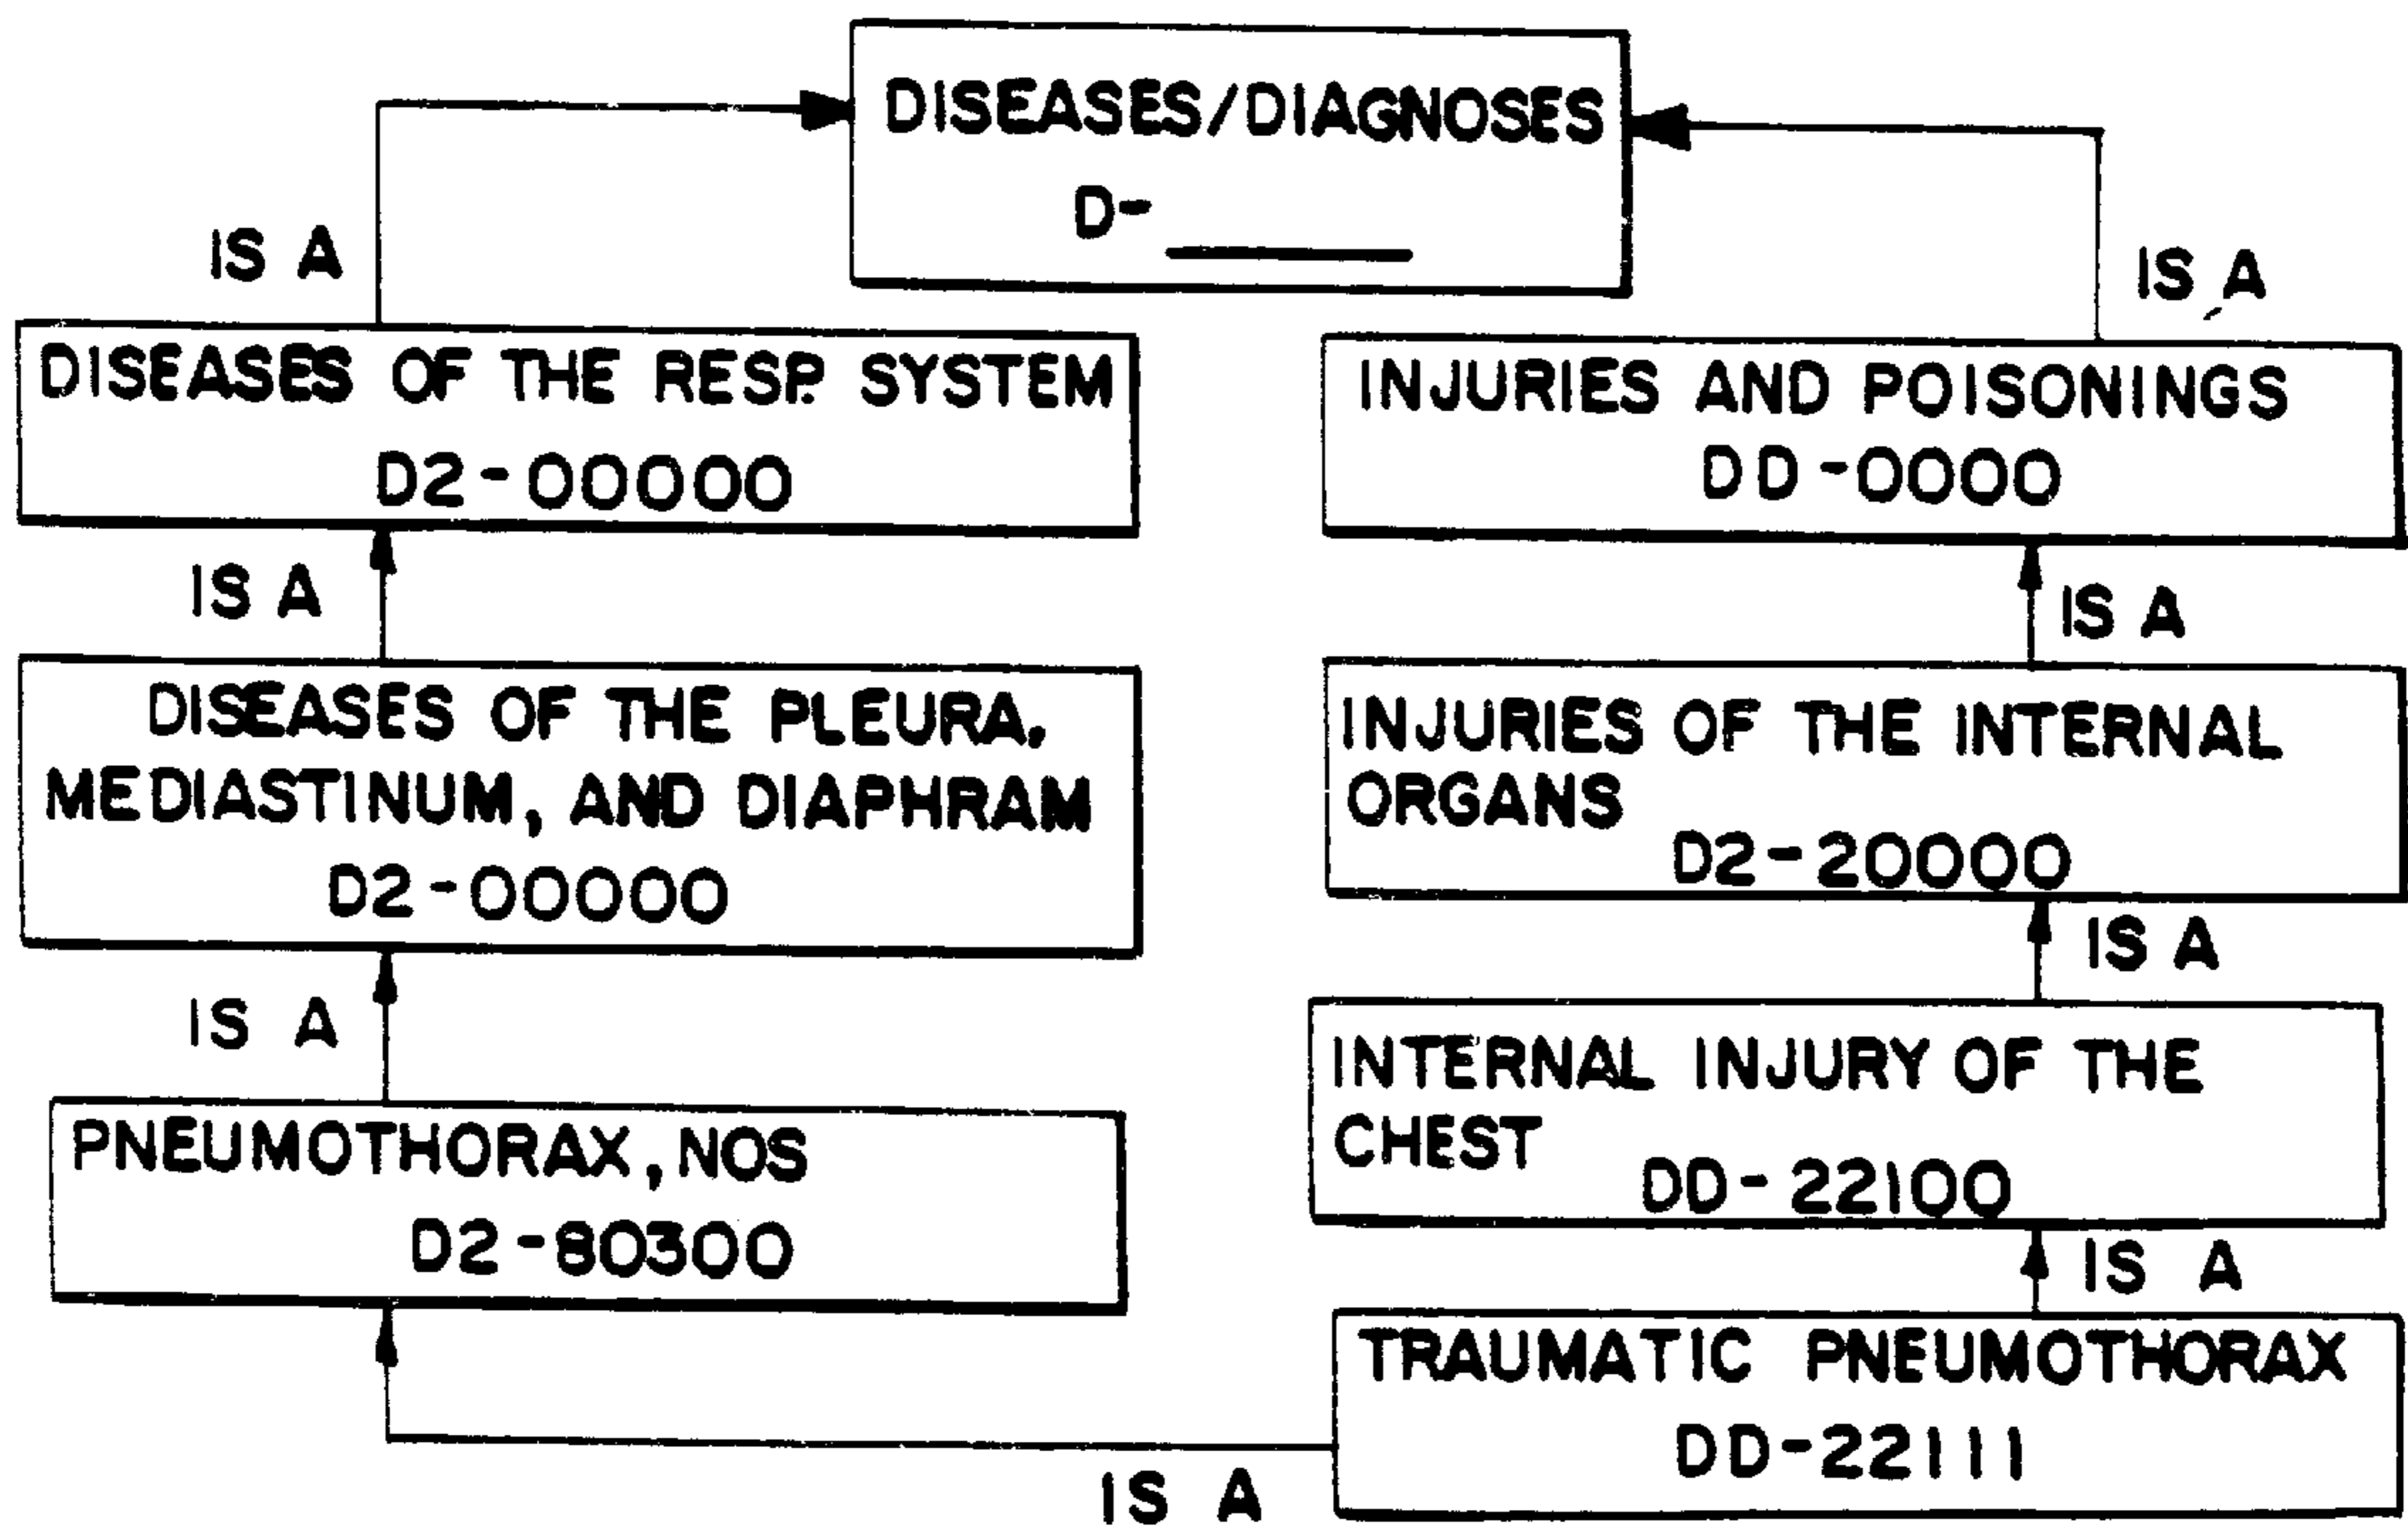 DISEASES/DIAGNOSES
D-
IS A
IS A
DISEASES OF THE RESP. SYSTEM
D2-00000
INJURIES AND POISONINGS
DD-0000
IS A
IS A
DISEASES OF THE PLEURA,
MEDIASTINUM, AND DIAPHRAM
D2-00000
INJURIES OF THE INTERNAL
ORGANS
D2-20000
IS A
IS A
PNEUMOTHORAX, NOS
D2-80300
INTERNAL INJURY OF THE
CHEST
DD-22100
IS A
TRAUMATIC PNEUMOTHORAX
DD-22111
IS A